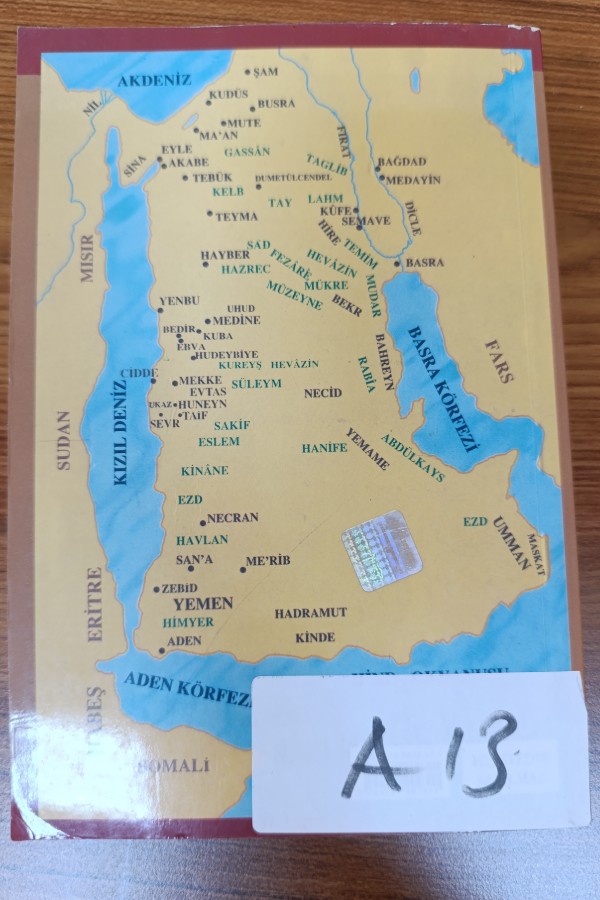 AKDENİZ
ŞAM
NİL
KUDÜS
BUSRA
MUTE
MA'AN
GASSÂN
FIRAT
EYLE
SİNA
AKABE
TAGLİB
BAĞDAD
TEBÜK
DUMETÜLCENDEL
MEDAYİN
KELB
TAY
LAHM
TEYMA
KÛFE
SEMAVE
DİCLE
HİRE
MISIR
SAD
TEMIM
HAYBER
FEZÂRE
HEVÂZİN
BASRA
HAZREC
MÜKRE
MUDAR
MÜZEYNE
BEKR
YENBU
UHUD
MEDİNE
BEDİR
KUBA
EBVA
HUDEYBİYE
BAHREYN
BASRA KÖRFEZİ
FARS
KUREYŞ HEVÂZİN
RABİA
CİDDE
MEKKE
SÜLEYM
EVTAS
NECİD
KIZIL DENİZ
UKAZ
HUNEYN
TAİF
SEVR
SUDAN
SAKİF
ESLEM
HANİFE
YEMAME
ABDÜLKAYS
KİNÂNE
EZD
NECRAN
EZD
HAVLAN
UMMAN
MASKAT
SAN'A
ME'RİB
ZEBİD
YEMEN
HADRAMUT
ERİTRE
HİMYER
KİNDE
ADEN
ADEN KÖRFEZİ
HİND OKYANUSU
SOMALİ
A 13